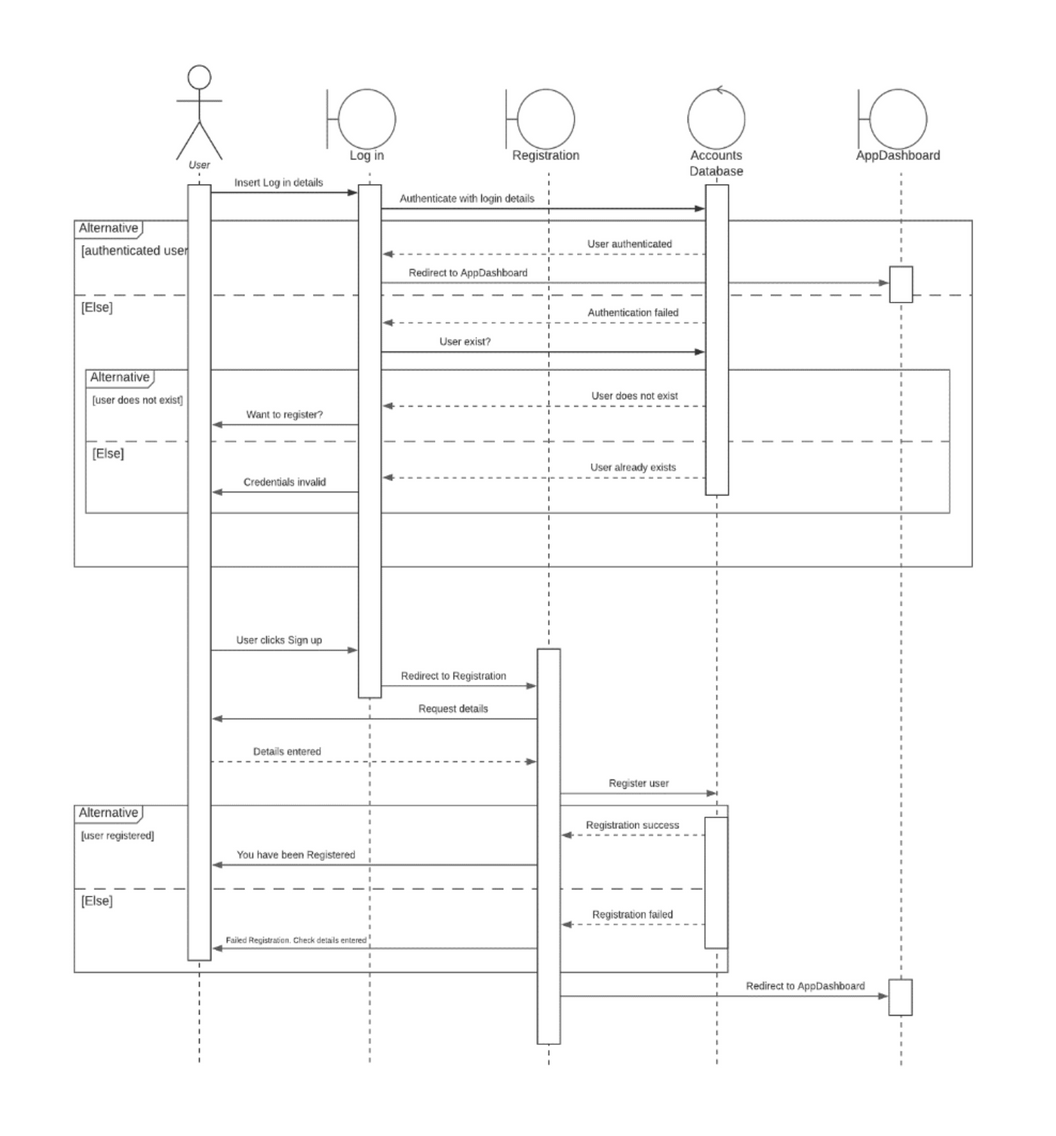 User
Log in
Registration
Accounts
Database
AppDashboard
Insert Log in details
Authenticate with login details
Alternative
[authenticated user
User authenticated
Redirect to AppDashboard
[Else]
Authentication failed
User exist?
Alternative
[user does not exist]
User does not exist
Want to register?
[Else]
User already exists
Credentials invalid
User clicks Sign up
Redirect to Registration
Request details
Details entered
Register user
Alternative
[user registered]
Registration success
You have been Registered
[Else]
Registration failed
Failed Registration. Check details entered
Redirect to AppDashboard